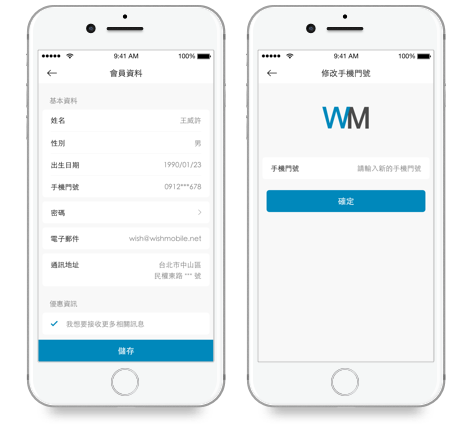 9:41 AM 100%
會員資料
基本資料
姓名 王威許
性別 男
出生日期 1990/01/23
手機門號 0912***678
密碼
電子郵件 wish@wishmobile.net
通訊地址 台北市中山區
民權東路 *** 號
優惠資訊
我想要接收更多相關訊息
儲存
9:41 AM 100%
修改手機門號
WM
手機門號 請輸入新的手機門號
確定